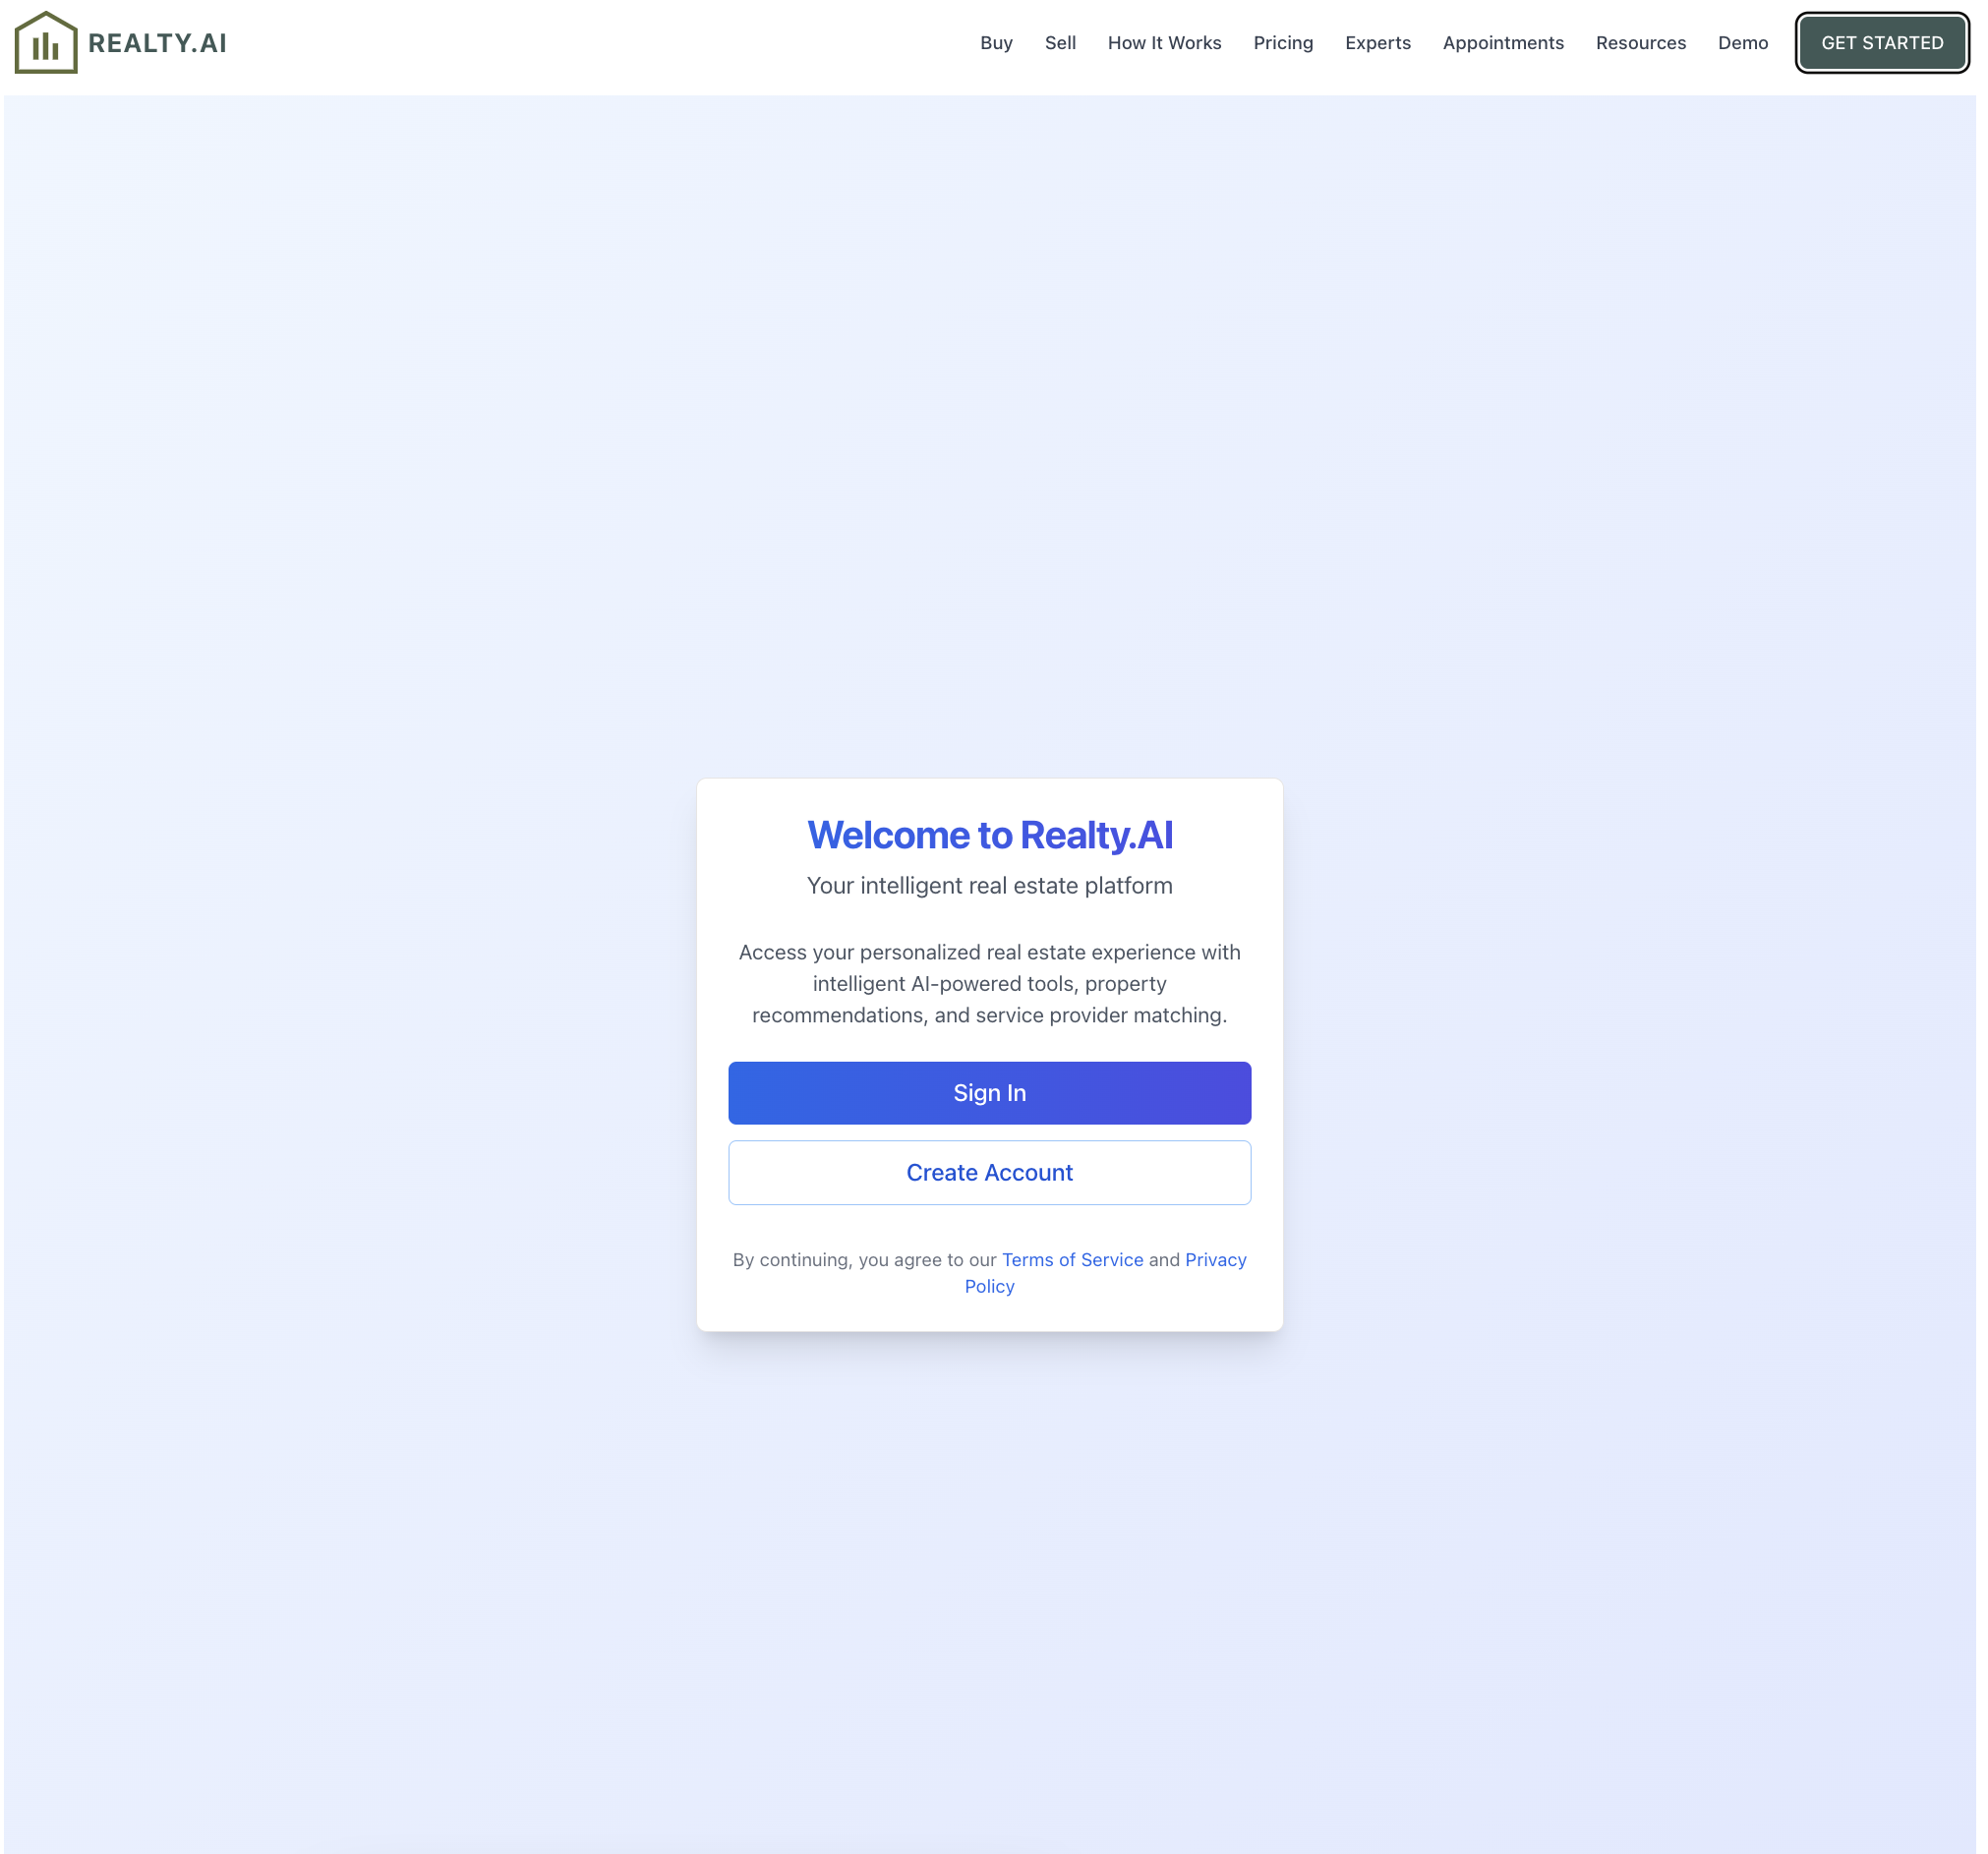 REALTY.AI
Buy Sell How It Works Pricing Experts Appointments Resources Demo GET STARTED
Welcome to Realty.AI
Your intelligent real estate platform
Access your personalized real estate experience with
intelligent AI-powered tools, property
recommendations, and service provider matching.
Sign In
Create Account
By continuing, you agree to our Terms of Service and Privacy
Policy